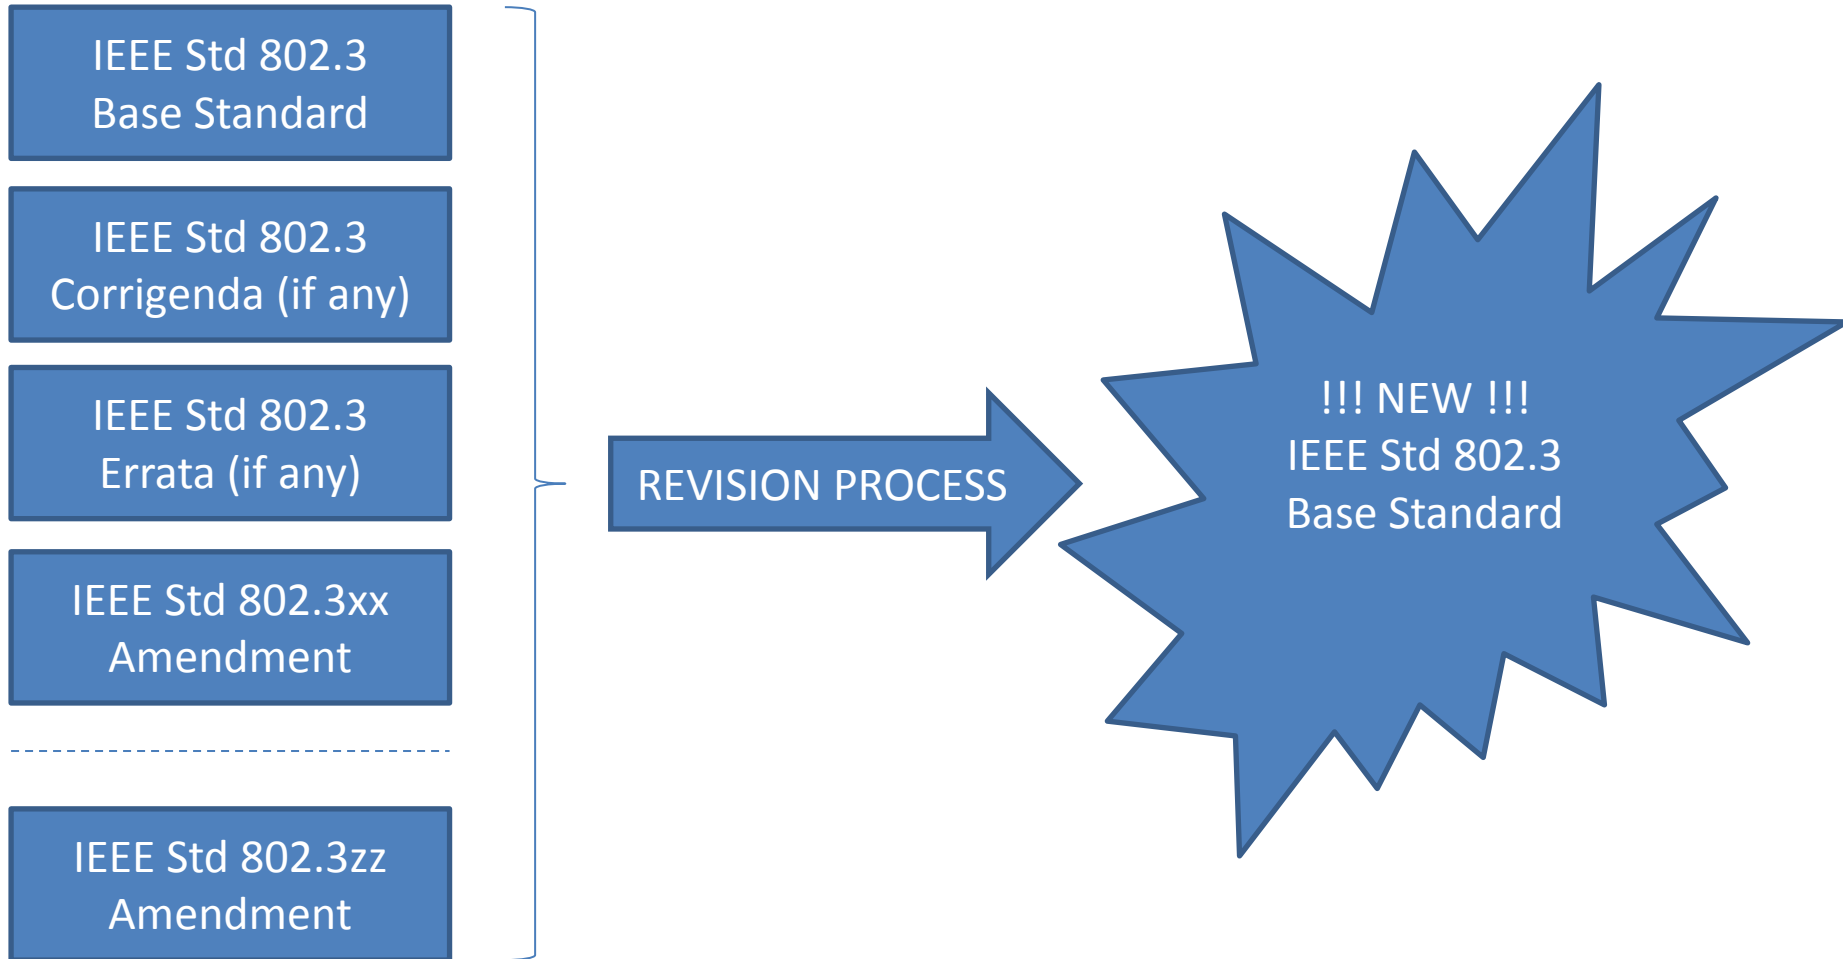 IEEE Std 802.3
Base Standard
IEEE Std 802.3
Corrigenda (if any)
IEEE Std 802.3
Errata (if any)
IEEE Std 802.3xx
Amendment
IEEE Std 802.3zz
Amendment
REVISION PROCESS
!!! NEW !!!
IEEE Std 802.3
Base Standard